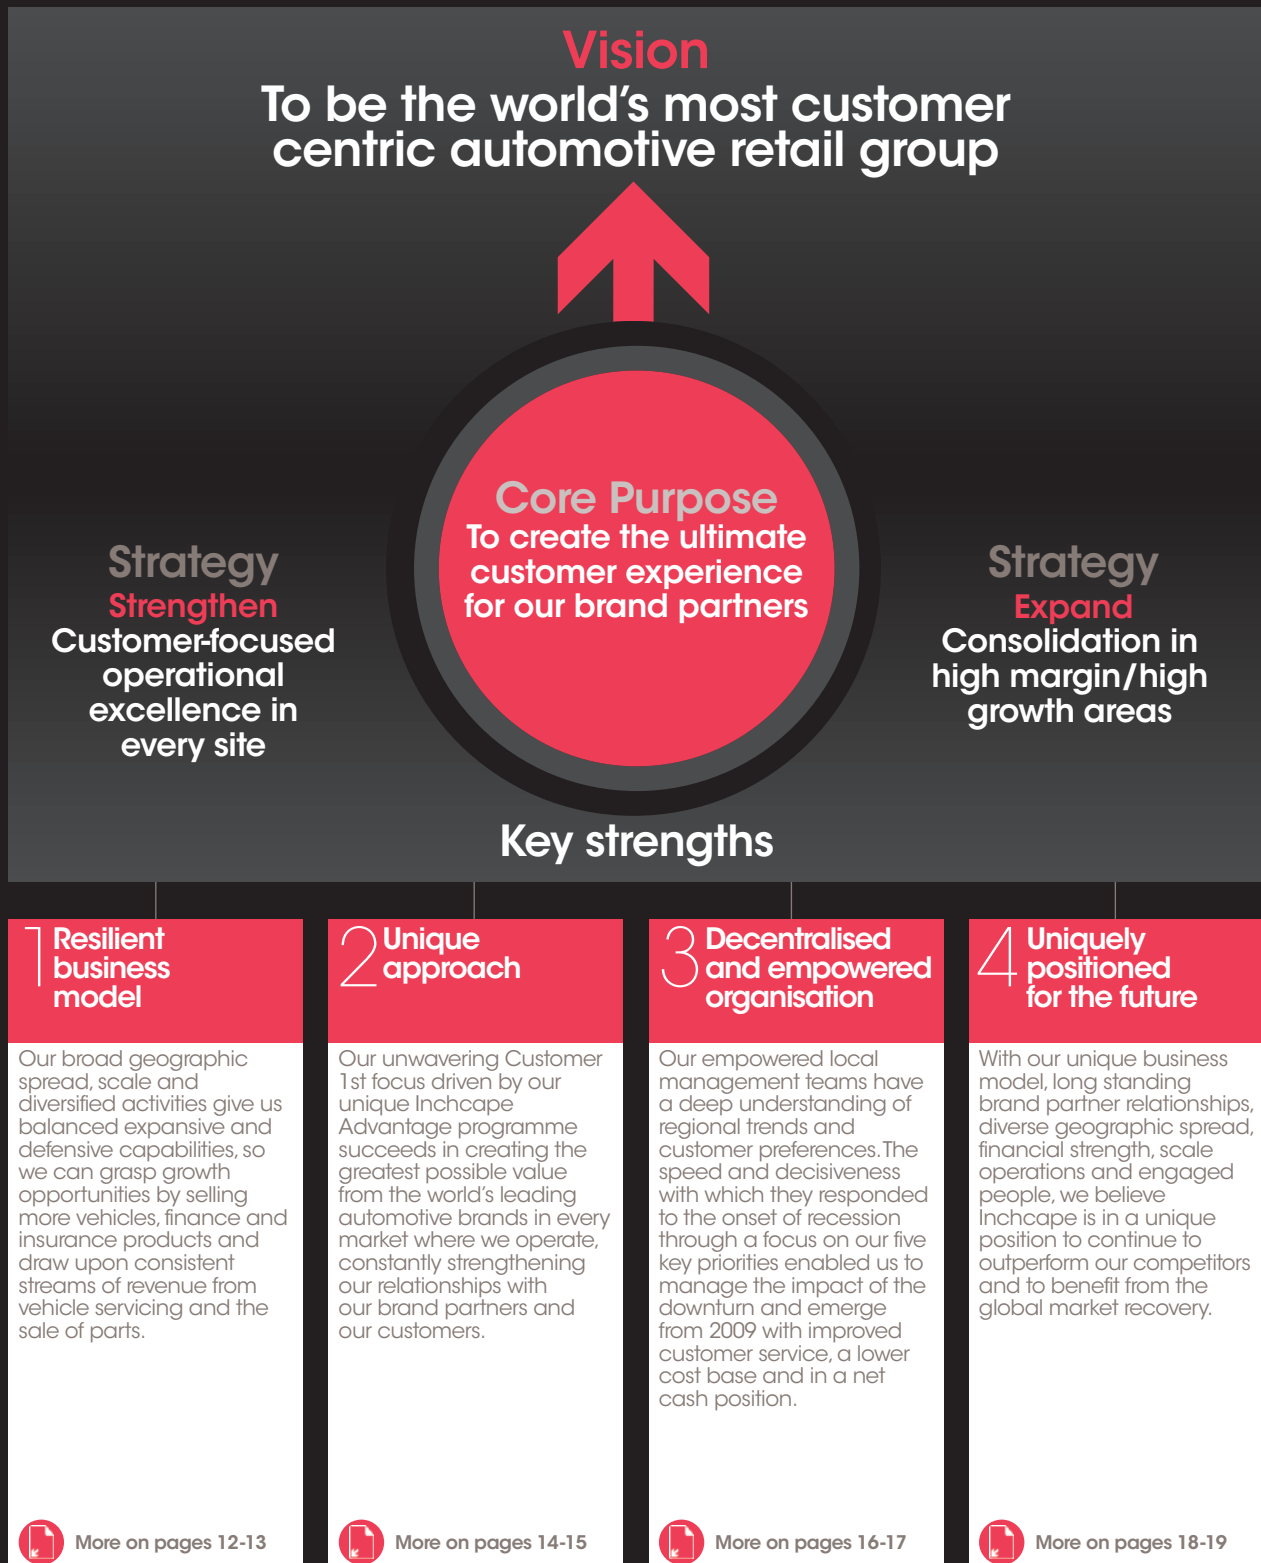 Vision
To be the world's most customer
centric automotive retail group
Core Purpose
To create the ultimate
customer experience
for our brand partners
Strategy
Strengthen
Customer-focused
operational
excellence in
every site
Strategy
Expand
Consolidation in
high margin/high
growth areas
Key strengths
1 Resilient
business
model
Our broad geographic
spread, scale and
diversified activities give us
balanced expansive and
defensive capabilities, so
we can grasp growth
opportunities by selling
more vehicles, finance and
insurance products and
draw upon consistent
streams of revenue from
vehicle servicing and the
sale of parts.
More on pages 12-13
2 Unique
approach
Our unwavering Customer
1st focus driven by our
unique Inchcape
Advantage programme
succeeds in creating the
greatest possible value
from the world's leading
automotive brands in every
market where we operate,
constantly strengthening
our relationships with
our brand partners and
our customers.
More on pages 14-15
3 Decentralised
and empowered
organisation
Our empowered local
management teams have
a deep understanding of
regional trends and
customer preferences. The
speed and decisiveness
with which they responded
to the onset of recession
through a focus on our five
key priorities enabled us to
manage the impact of the
downturn and emerge
from 2009 with improved
customer service, a lower
cost base and in a net
cash position.
More on pages 16-17
4 Uniquely
positioned
for the future
With our unique business
model, long standing
brand partner relationships,
diverse geographic spread,
financial strength, scale
operations and engaged
people, we believe
Inchcape is in a unique
position to continue to
outperform our competitors
and to benefit from the
global market recovery.
More on pages 18-19